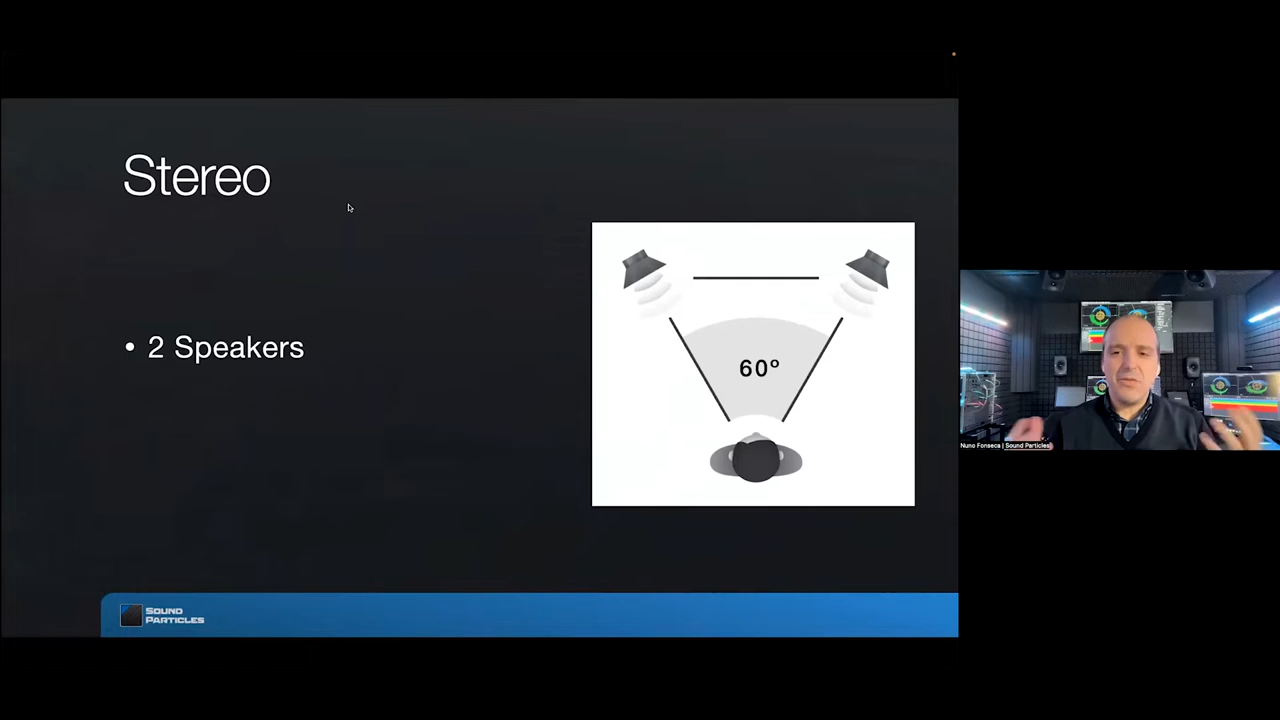 Stereo
• 2 Speakers
60º
SOUND
PARTICLES
Nuno Fonseca | Sound Particles